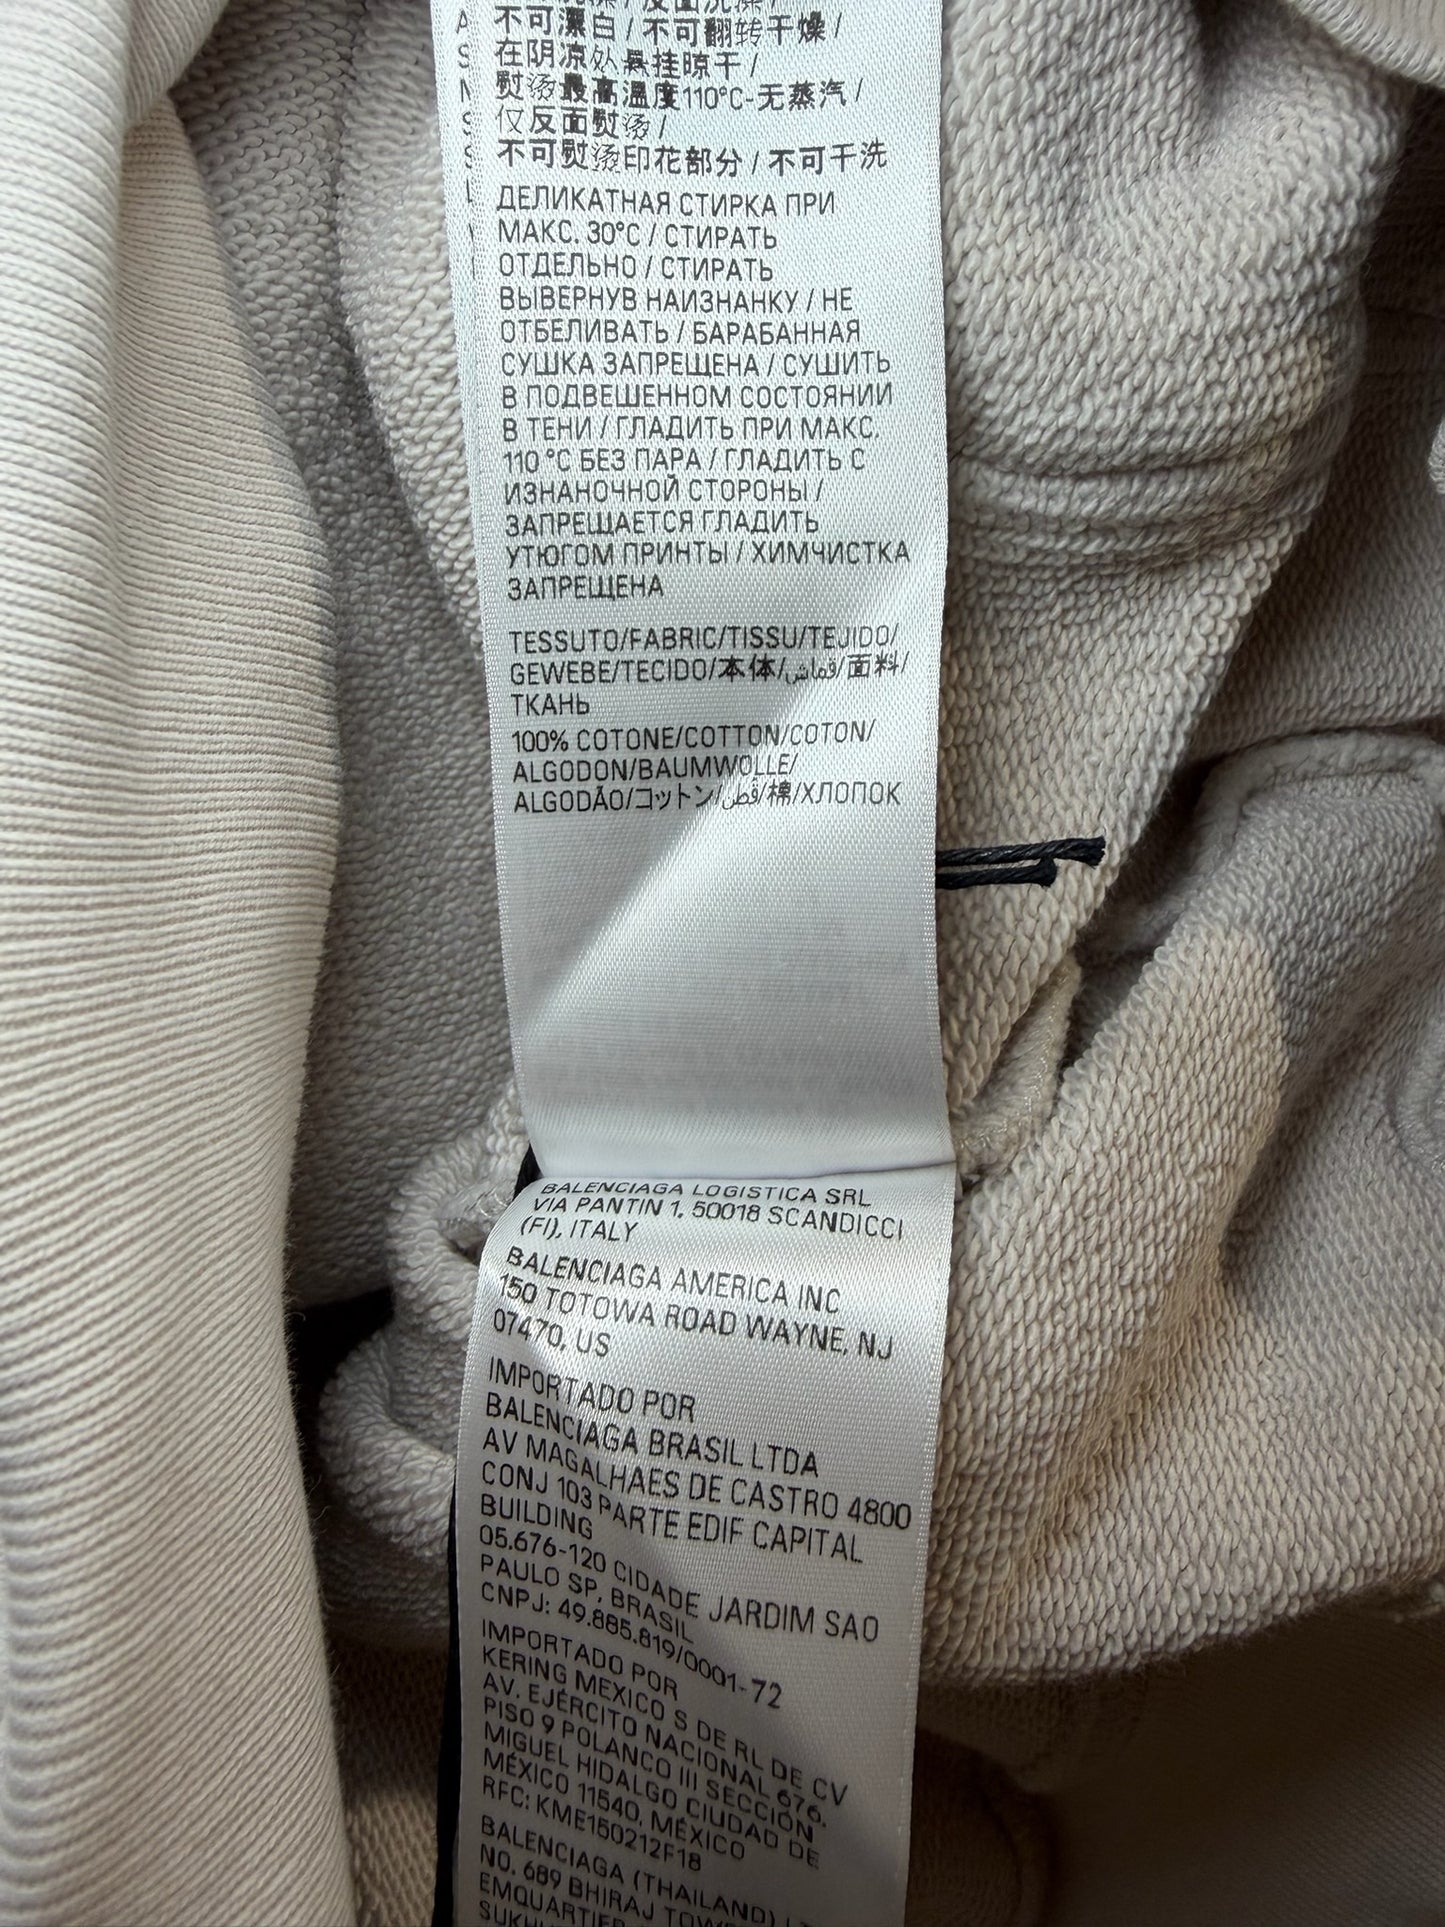 不可漂白 / 不可翻转干燥 /
在阴凉处悬挂晾干 /
熨烫最高温度110°C-无蒸汽 /
仅反面熨烫 /
不可熨烫印花部分 / 不可干洗
ДЕЛИКАТНАЯ СТИРКА ПРИ
МАКС. 30°С / СТИРАТЬ
ОТДЕЛЬНО / СТИРАТЬ
ВЫВЕРНУВ НАИЗНАНКУ / НЕ
ОТБЕЛИВАТЬ / БАРАБАННАЯ
СУШКА ЗАПРЕЩЕНА / СУШИТЬ
В ПОДВЕШЕННОМ СОСТОЯНИИ
В ТЕНИ / ГЛАДИТЬ ПРИ МАКС.
110 °С БЕЗ ПАРА / ГЛАДИТЬ С
ИЗНАНОЧНОЙ СТОРОНЫ /
ЗАПРЕЩАЕТСЯ ГЛАДИТЬ
УТЮГОМ ПРИНТЫ / ХИМЧИСТКА
ЗАПРЕЩЕНА
TESSUTO/FABRIC/TISSU/TEJIDO/
GEWEBE/TECIDO/本体/قماش/面料/
ТКАНЬ
100% COTONE/COTTON/COTON/
ALGODON/BAUMWOLLE/
ALGODÃO/コットン/قطن/棉/ХЛОПОК
BALENCIAGA LOGISTICA SRL
VIA PANTIN 1, 50018 SCANDICCI
(FI), ITALY
BALENCIAGA AMERICA INC
150 TOTOWA ROAD WAYNE, NJ
07470, US
IMPORTADO POR
BALENCIAGA BRASIL LTDA
AV MAGALHAES DE CASTRO 4800
CONJ 103 PARTE EDIF CAPITAL
BUILDING
05.676-120 CIDADE JARDIM SAO
PAULO SP, BRASIL
CNPJ: 49.885.819/0001-72
IMPORTADO POR
KERING MEXICO S DE RL DE CV
AV. EJÉRCITO NACIONAL 676,
PISO 9 POLANCO III SECCIÓN
MIGUEL HIDALGO CIUDAD DE
MÉXICO 11540, MÉXICO
RFC: KME150212F18
BALENCIAGA (THAILAND)
NO. 689 BHIRAJ TOWER
EMQUARTIER